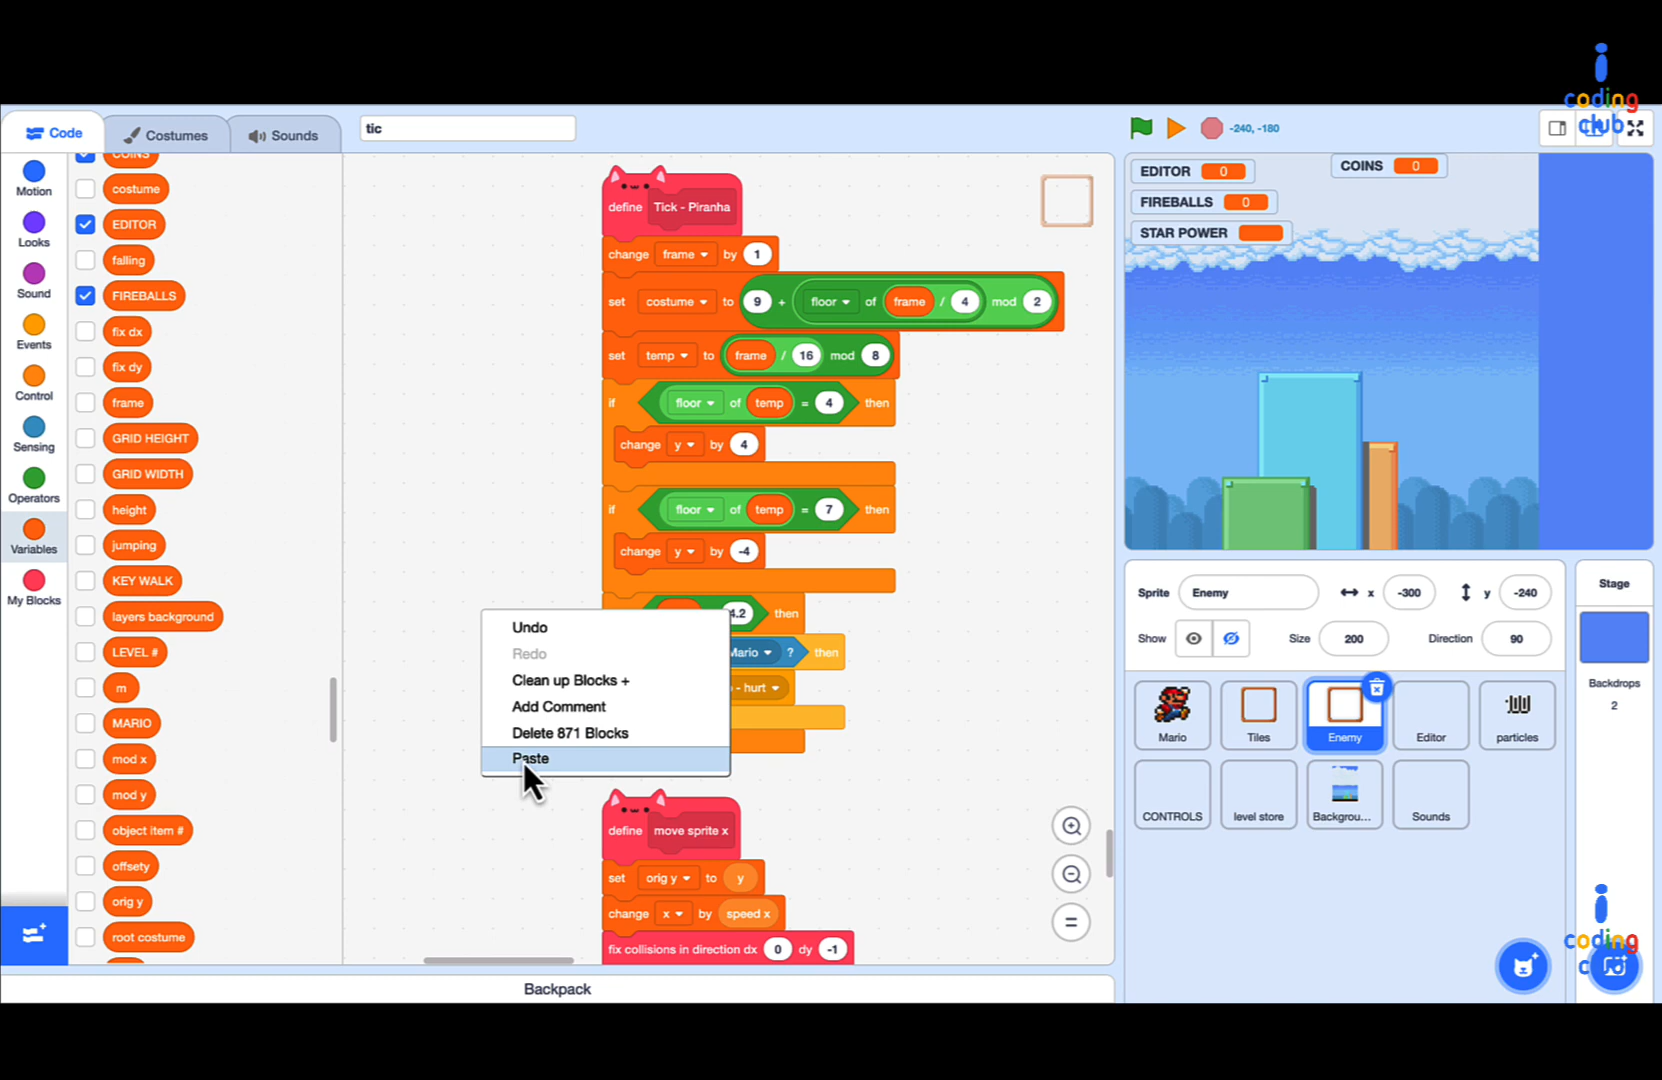 i
coding
club
Code
Costumes
Sounds
tic
-240, -180
Motion
Looks
Sound
Events
Control
Sensing
Operators
Variables
My Blocks
COINS
costume
EDITOR
falling
FIREBALLS
fix dx
fix dy
frame
GRID HEIGHT
GRID WIDTH
height
jumping
KEY WALK
layers background
LEVEL #
m
MARIO
mod x
mod y
object item #
offsety
orig y
root costume
define Tick - Piranha
change frame by 1
set costume to 9 + floor of frame / 4 mod 2
set temp to frame / 16 mod 8
if floor of temp = 4 then
change y by 4
if floor of temp = 7 then
change y by -4
4.2 then
Mario ? then
- hurt
Undo
Redo
Clean up Blocks +
Add Comment
Delete 871 Blocks
Paste
define move sprite x
set orig y to y
change x by speed x
fix collisions in direction dx 0 dy -1
Backpack
EDITOR 0
COINS 0
FIREBALLS 0
STAR POWER
Sprite Enemy x -300 y -240
Show Size 200 Direction 90
Mario
Tiles
Enemy
Editor
particles
CONTROLS
level store
Backgrou...
Sounds
Stage
Backdrops
2
i
coding